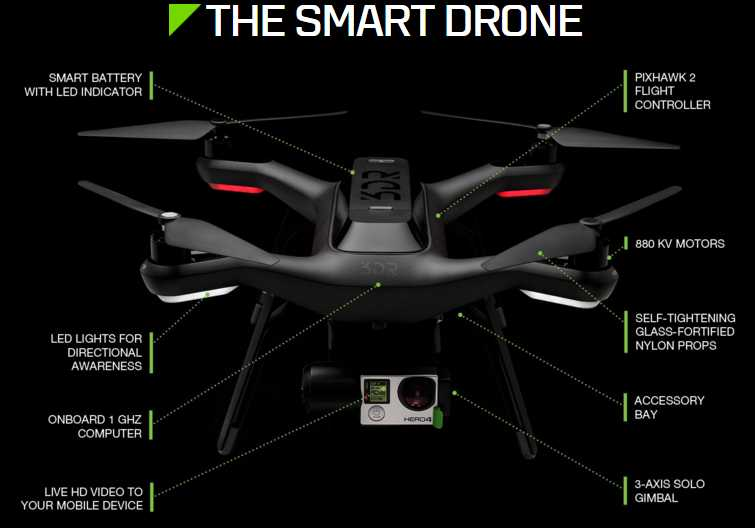 THE SMART DRONE
SMART BATTERY
WITH LED INDICATOR
PIXHAWK 2
FLIGHT
CONTROLLER
3DR
880 KV MOTORS
3DR
SELF-TIGHTENING
GLASS-FORTIFIED
NYLON PROPS
LED LIGHTS FOR
DIRECTIONAL
AWARENESS
ACCESSORY
BAY
ONBOARD 1 GHZ
COMPUTER
HERO4
3-AXIS SOLO
GIMBAL
LIVE HD VIDEO TO
YOUR MOBILE DEVICE